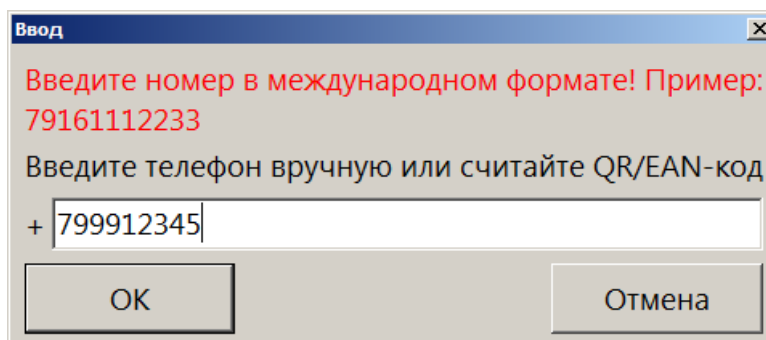 Ввод
Введите номер в международном формате! Пример:
79161112233
Введите телефон вручную или считайте QR/EAN-код
+ 799912345
OK
Отмена